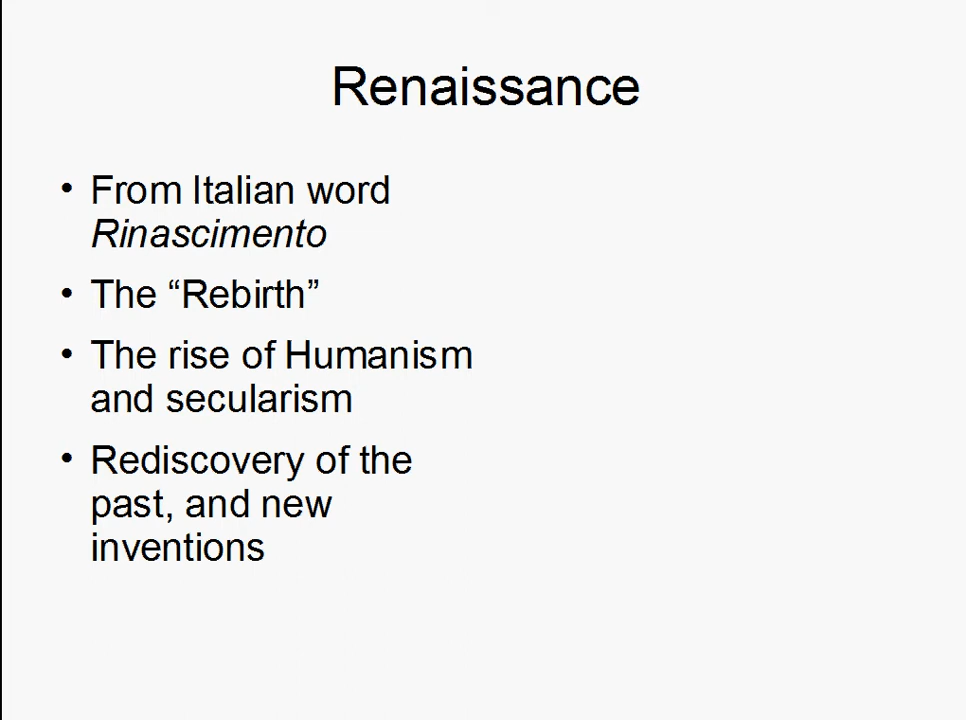 Renaissance
• From Italian word
Rinascimento
• The “Rebirth”
• The rise of Humanism
and secularism
• Rediscovery of the
past, and new
inventions